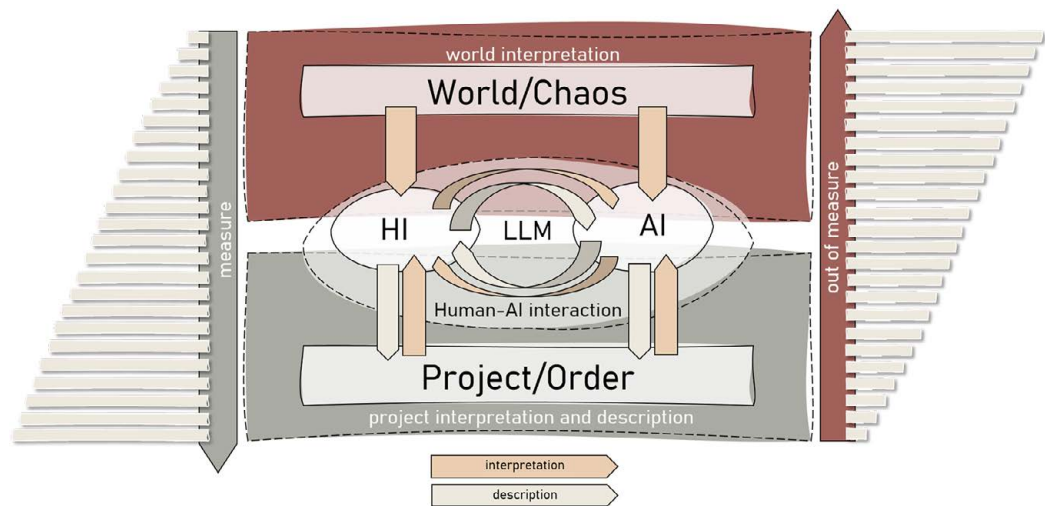 world interpretation
World/Chaos
measure
out of measure
HI
LLM
AI
Human-AI interaction
Project/Order
project interpretation and description
interpretation
description